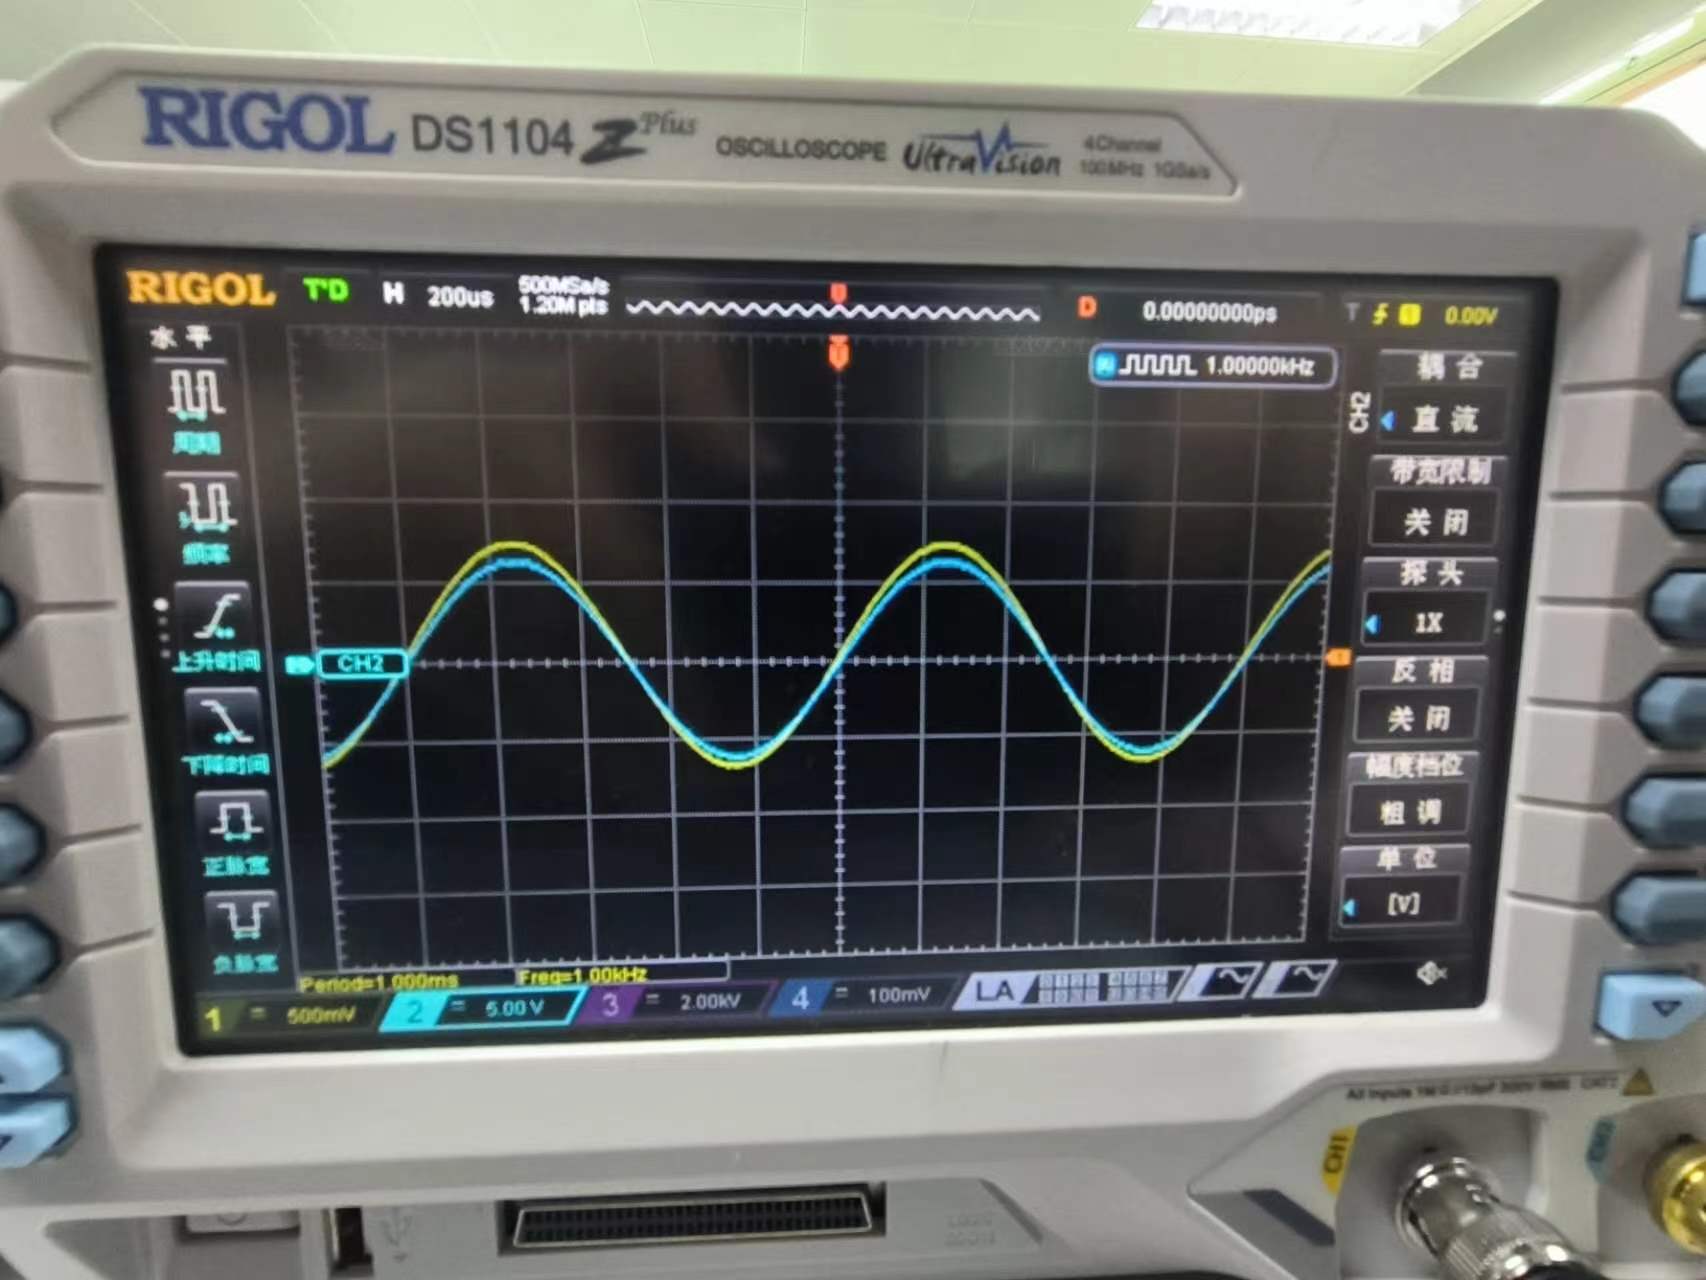 RIGOL DS1104 Z Plus OSCILLOSCOPE UltraVision 4Channel
100MHz 1GSa/s
RIGOL T'D H 200us 500MSa/s D 0.00000000ps T 1 0.00V
1.20M pts
水平
1.00000kHz
耦合
CH2
直流
周期
带宽限制
关闭
频率
探头
1X
上升时间
CH2
反相
关闭
下降时间
幅度档位
粗调
正脉宽
单位
[V]
负脉宽
Period=1.000ms Freq=1.00kHz
1 = 500mV 2 = 5.00 V 3 = 2.00kV 4 = 100mV LA
CH1
CH2